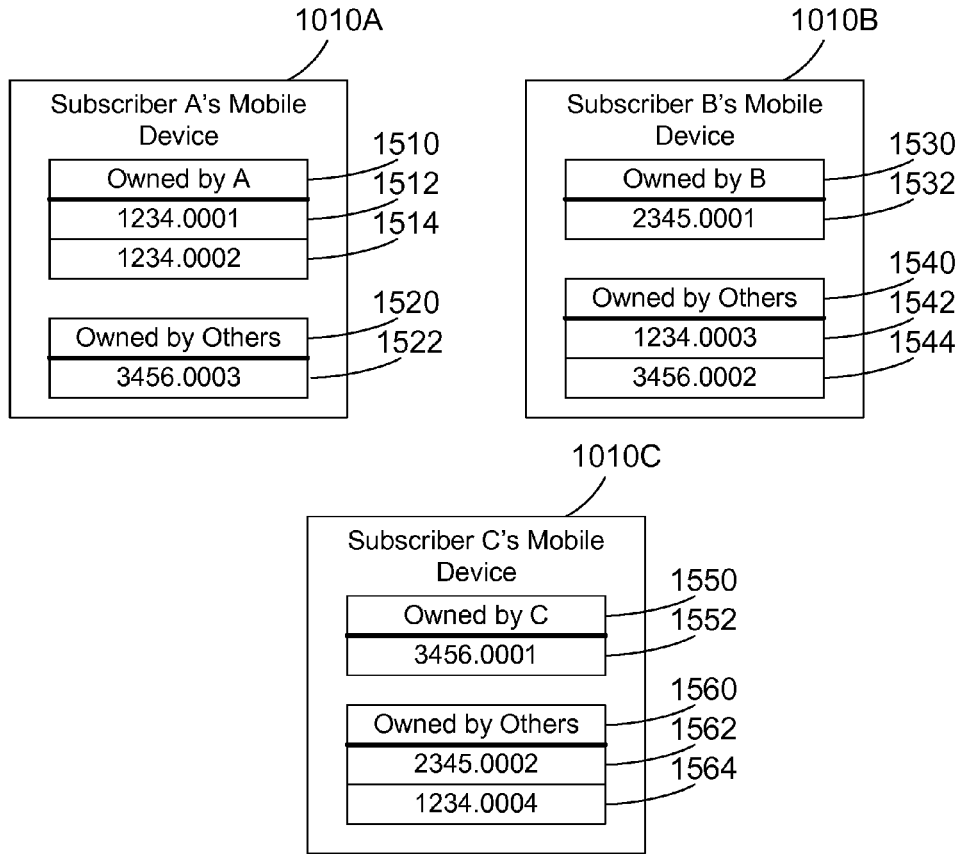 1010A
Subscriber A's Mobile
Device
1510
Owned by A
1512
1234.0001
1514
1234.0002
1520
Owned by Others
1522
3456.0003
1010B
Subscriber B's Mobile
Device
1530
Owned by B
1532
2345.0001
1540
Owned by Others
1542
1234.0003
1544
3456.0002
1010C
Subscriber C's Mobile
Device
1550
Owned by C
1552
3456.0001
1560
Owned by Others
1562
2345.0002
1564
1234.0004